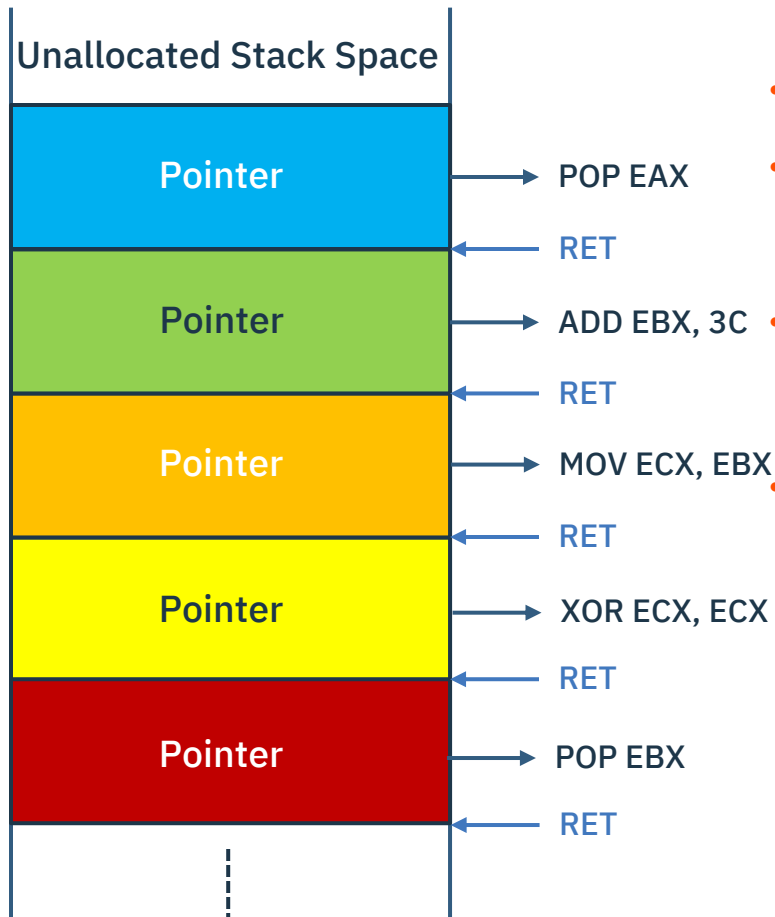 Unallocated Stack Space
Pointer
POP EAX
RET
Pointer
ADD EBX, 3C
RET
Pointer
MOV ECX, EBX
RET
Pointer
XOR ECX, ECX
RET
Pointer
POP EBX
RET